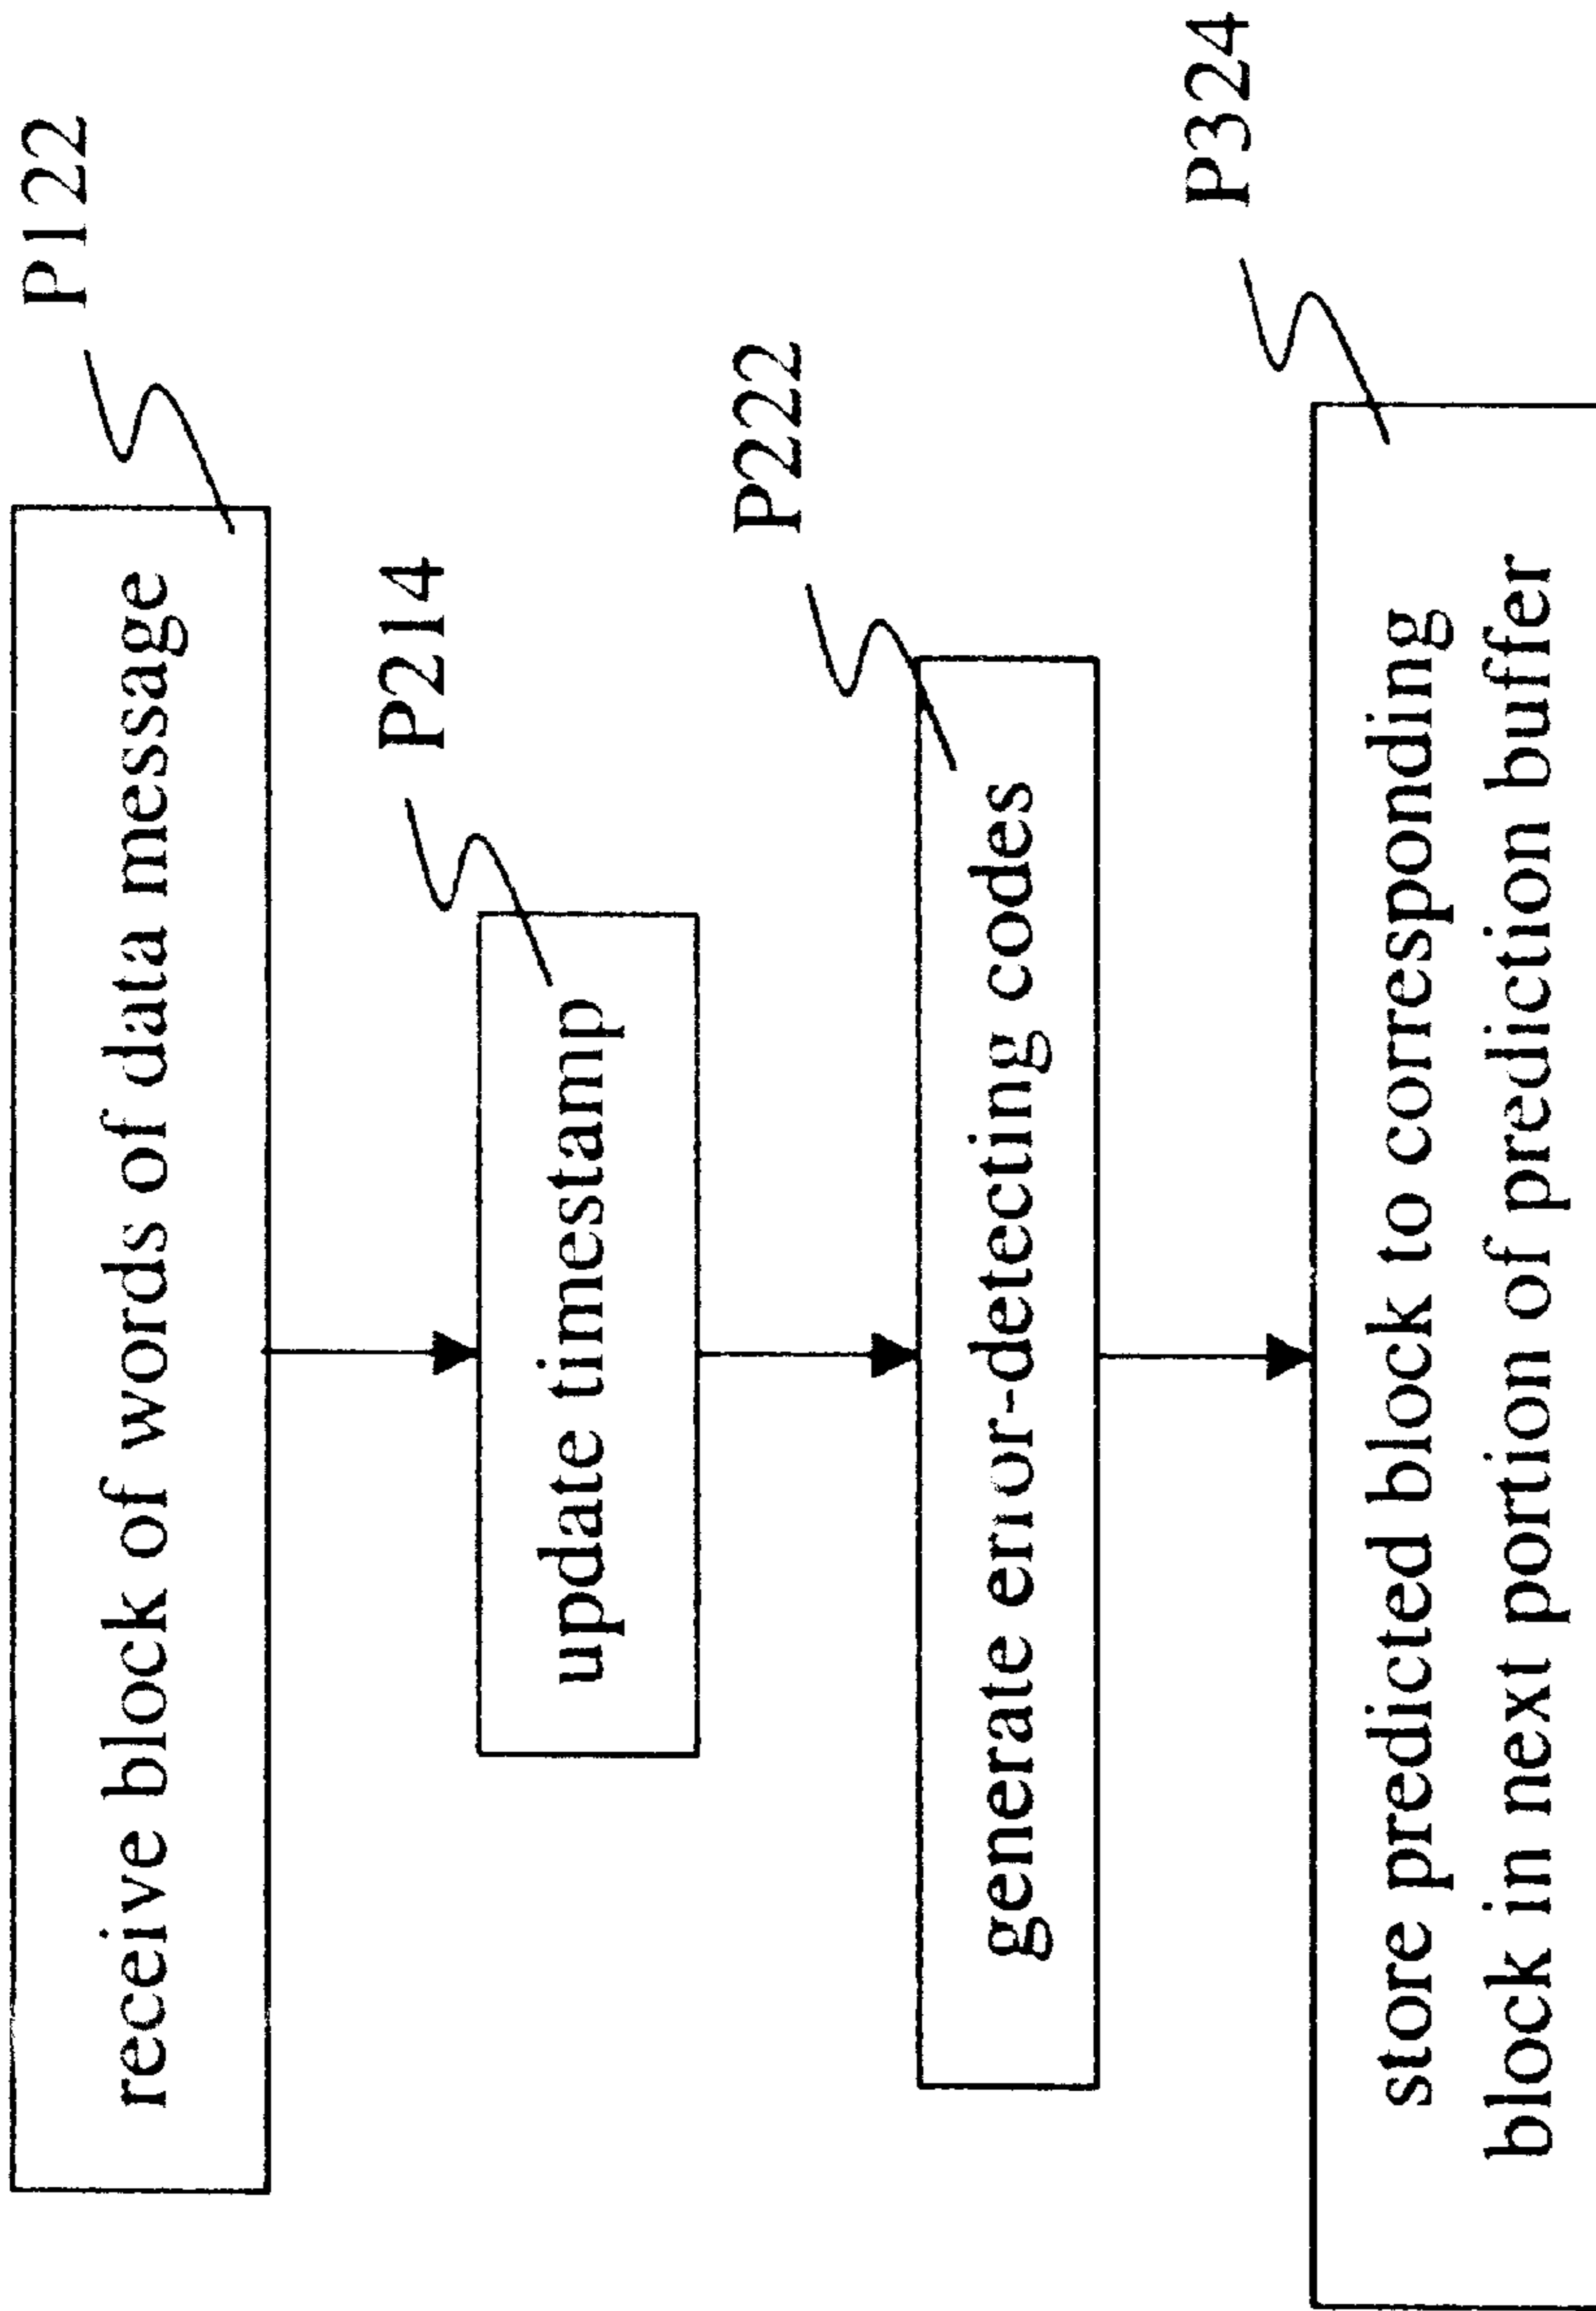 P122
receive block of words of data message
P214
update timestamp
P222
generate error-detecting codes
P324
store predicted block to corresponding
block in next portion of prediction buffer